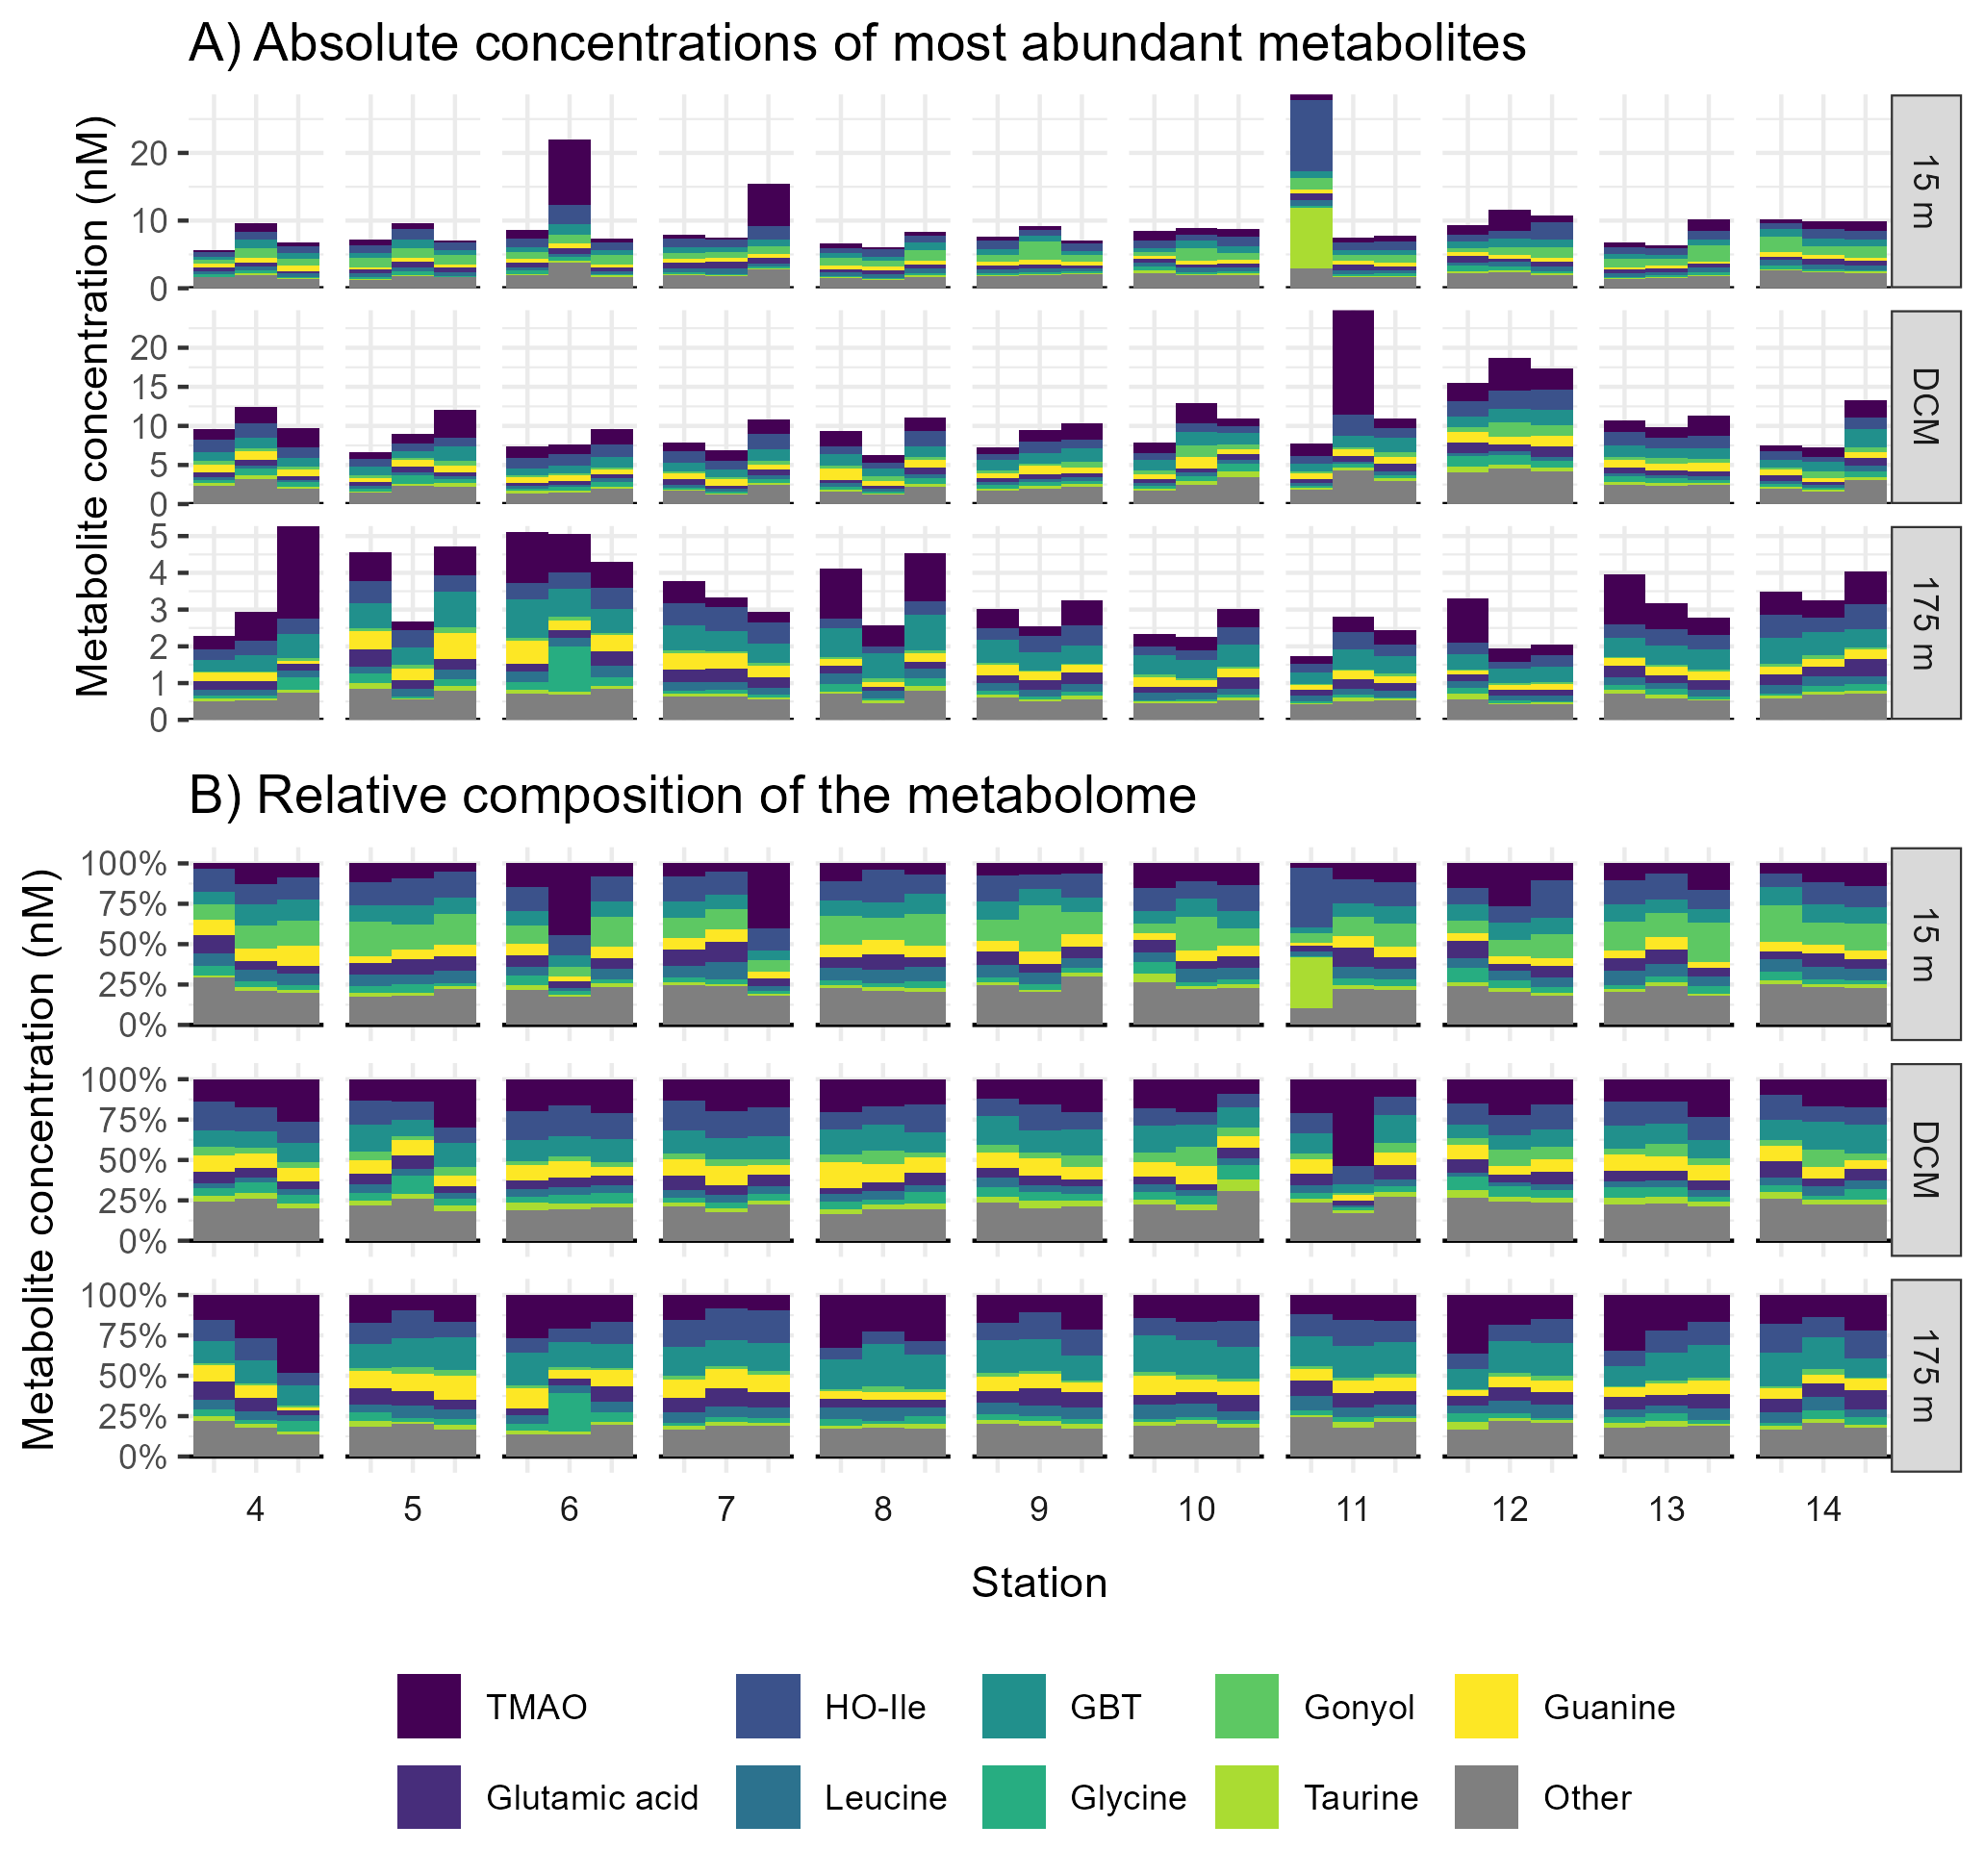 A) Absolute concentrations of most abundant metabolites
Metabolite concentration (nM)
20
10
0
15 m
20
15
10
5
0
DCM
5
4
3
2
1
0
175 m
B) Relative composition of the metabolome
Metabolite concentration (nM)
100%
75%
50%
25%
0%
15 m
100%
75%
50%
25%
0%
DCM
100%
75%
50%
25%
0%
175 m
4 5 6 7 8 9 10 11 12 13 14
Station
TMAO HO-Ile GBT Gonyol Guanine
Glutamic acid Leucine Glycine Taurine Other